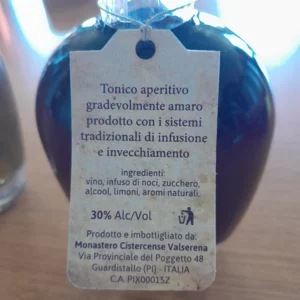 Tonico aperitivo
gradevolmente amaro
prodotto con i sistemi
tradizionali di infusione
e invecchiamento
ingredienti:
vino, infuso di noci, zucchero,
alcool, limoni, aromi naturali.
30% Alc/Vol
Prodotto e imbottigliato da:
Monastero Cistercense Valserena
Via Provinciale del Poggetto 48
Guardistallo (PI) - ITALIA
C.A. PIX00015Z